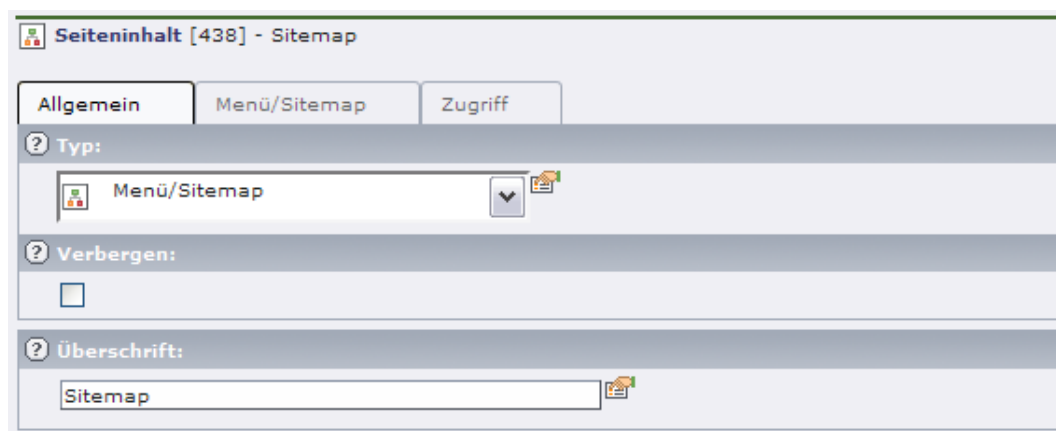 Seiteninhalt [438] - Sitemap
Allgemein Menü/Sitemap Zugriff
? Typ:
Menü/Sitemap
? Verbergen:
? Überschrift:
Sitemap